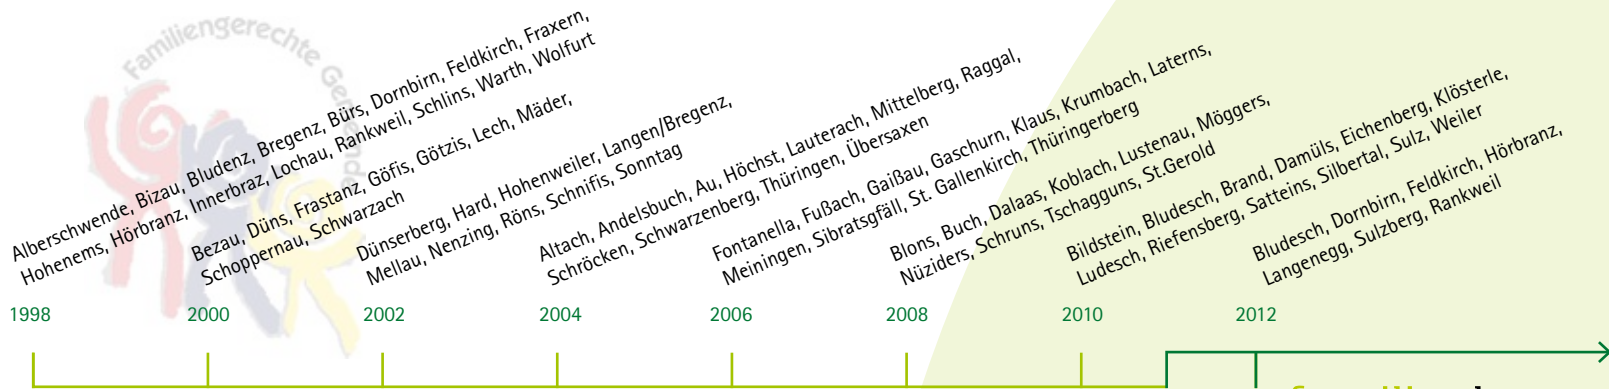 Familiengerechte Gemeinde
Alberschwende, Bizau, Bludenz, Bregenz, Bürs, Dornbirn, Feldkirch, Fraxern,
Hohenems, Hörbranz, Innerbraz, Lochau, Rankweil, Schlins, Warth, Wolfurt
Bezau, Düns, Frastanz, Göfis, Götzis, Lech, Mäder,
Schoppernau, Schwarzach
Dünserberg, Hard, Hohenweiler, Langen/Bregenz,
Mellau, Nenzing, Röns, Schnifis, Sonntag
Altach, Andelsbuch, Au, Höchst, Lauterach, Mittelberg, Raggal,
Schröcken, Schwarzenberg, Thüringen, Übersaxen
Fontanella, Fußach, Gaißau, Gaschurn, Klaus, Krumbach, Laterns,
Meiningen, Sibratsgfäll, St. Gallenkirch, Thüringerberg
Blons, Buch, Dalaas, Koblach, Lustenau, Möggers,
Nüziders, Schruns, Tschagguns, St.Gerold
Bildstein, Bludesch, Brand, Damüls, Eichenberg, Klösterle,
Ludesch, Riefensberg, Satteins, Silbertal, Sulz, Weiler
Bludesch, Dornbirn, Feldkirch, Hörbranz,
Langenegg, Sulzberg, Rankweil
1998 2000 2002 2004 2006 2008 2010 2012